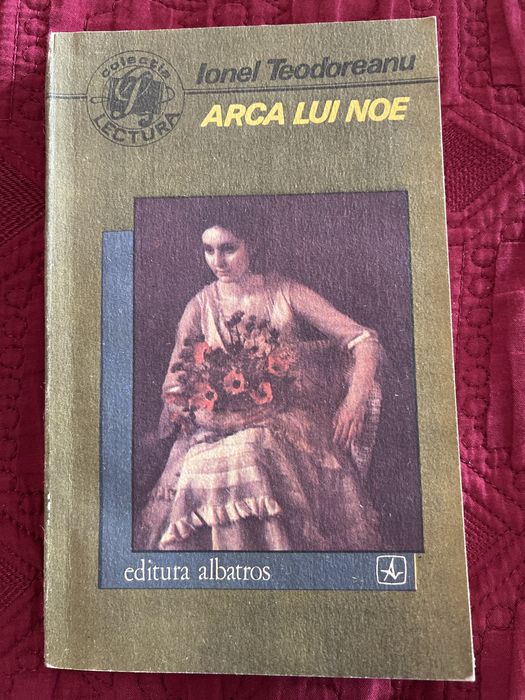 colecția
LECTURA
Ionel Teodoreanu
ARCA LUI NOE
editura albatros